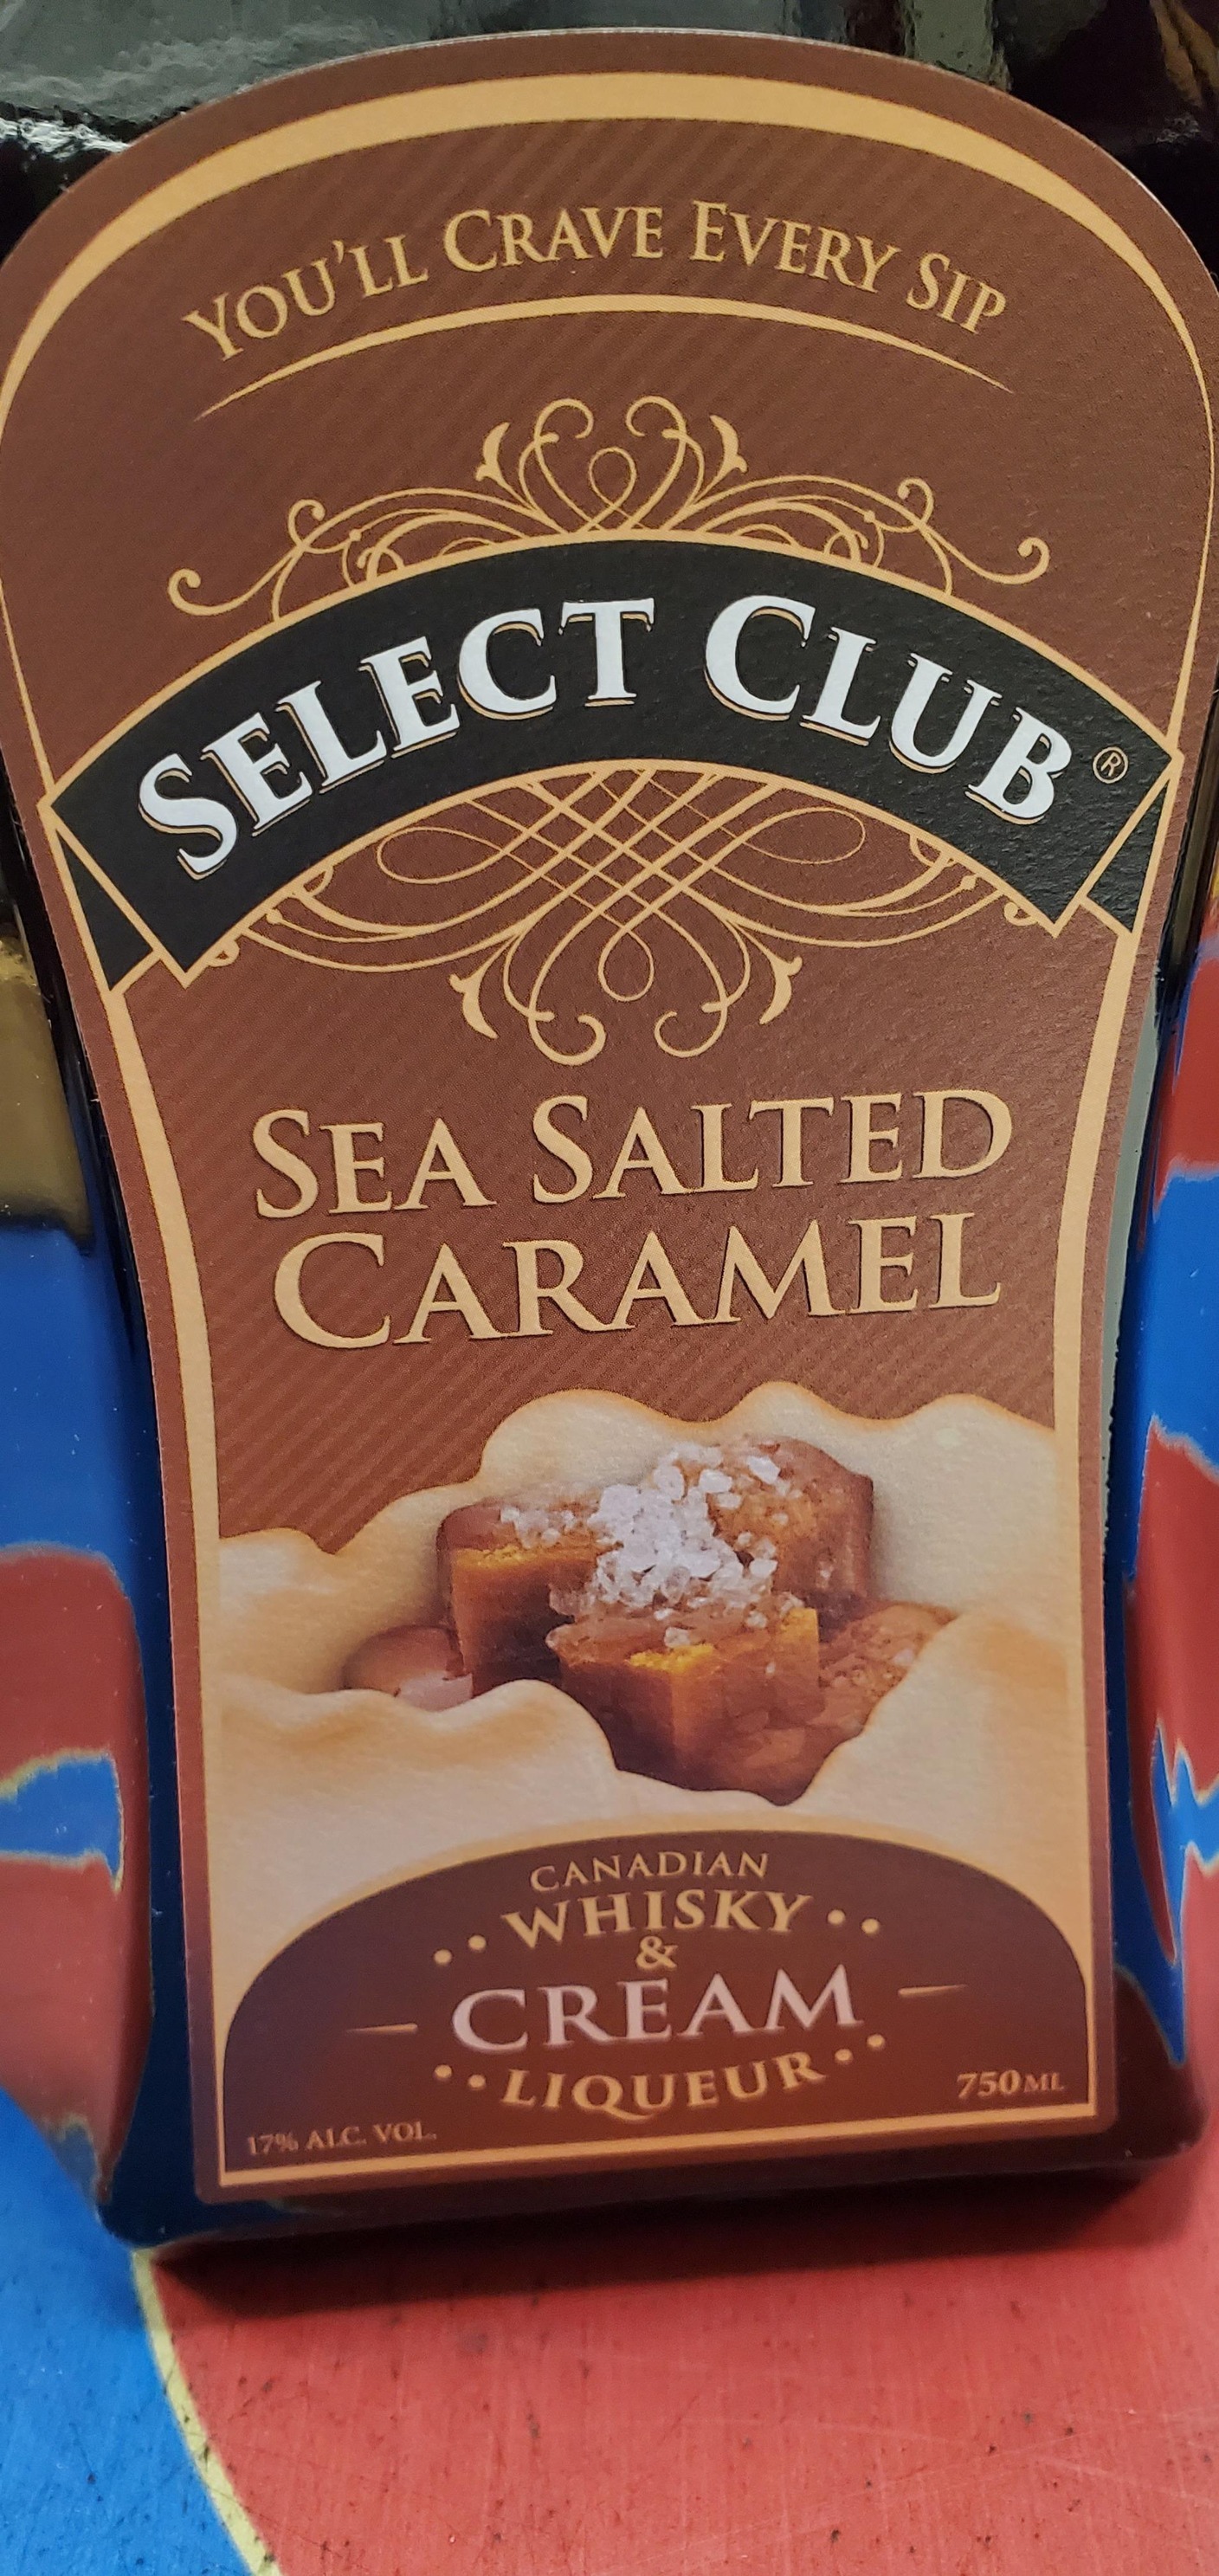 YOU'LL CRAVE EVERY SIP
SELECT CLUB®
SEA SALTED
CARAMEL
CANADIAN
WHISKY
&
CREAM
LIQUEUR
17% ALC. VOL.
750ML